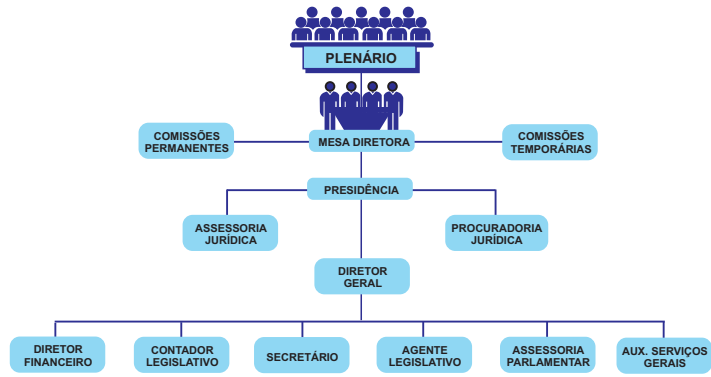 PLENÁRIO
COMISSÕES
PERMANENTES
MESA DIRETORA
COMISSÕES
TEMPORÁRIAS
PRESIDÊNCIA
ASSESSORIA
JURÍDICA
PROCURADORIA
JURÍDICA
DIRETOR
GERAL
DIRETOR
FINANCEIRO
CONTADOR
LEGISLATIVO
SECRETÁRIO
AGENTE
LEGISLATIVO
ASSESSORIA
PARLAMENTAR
AUX. SERVIÇOS
GERAIS